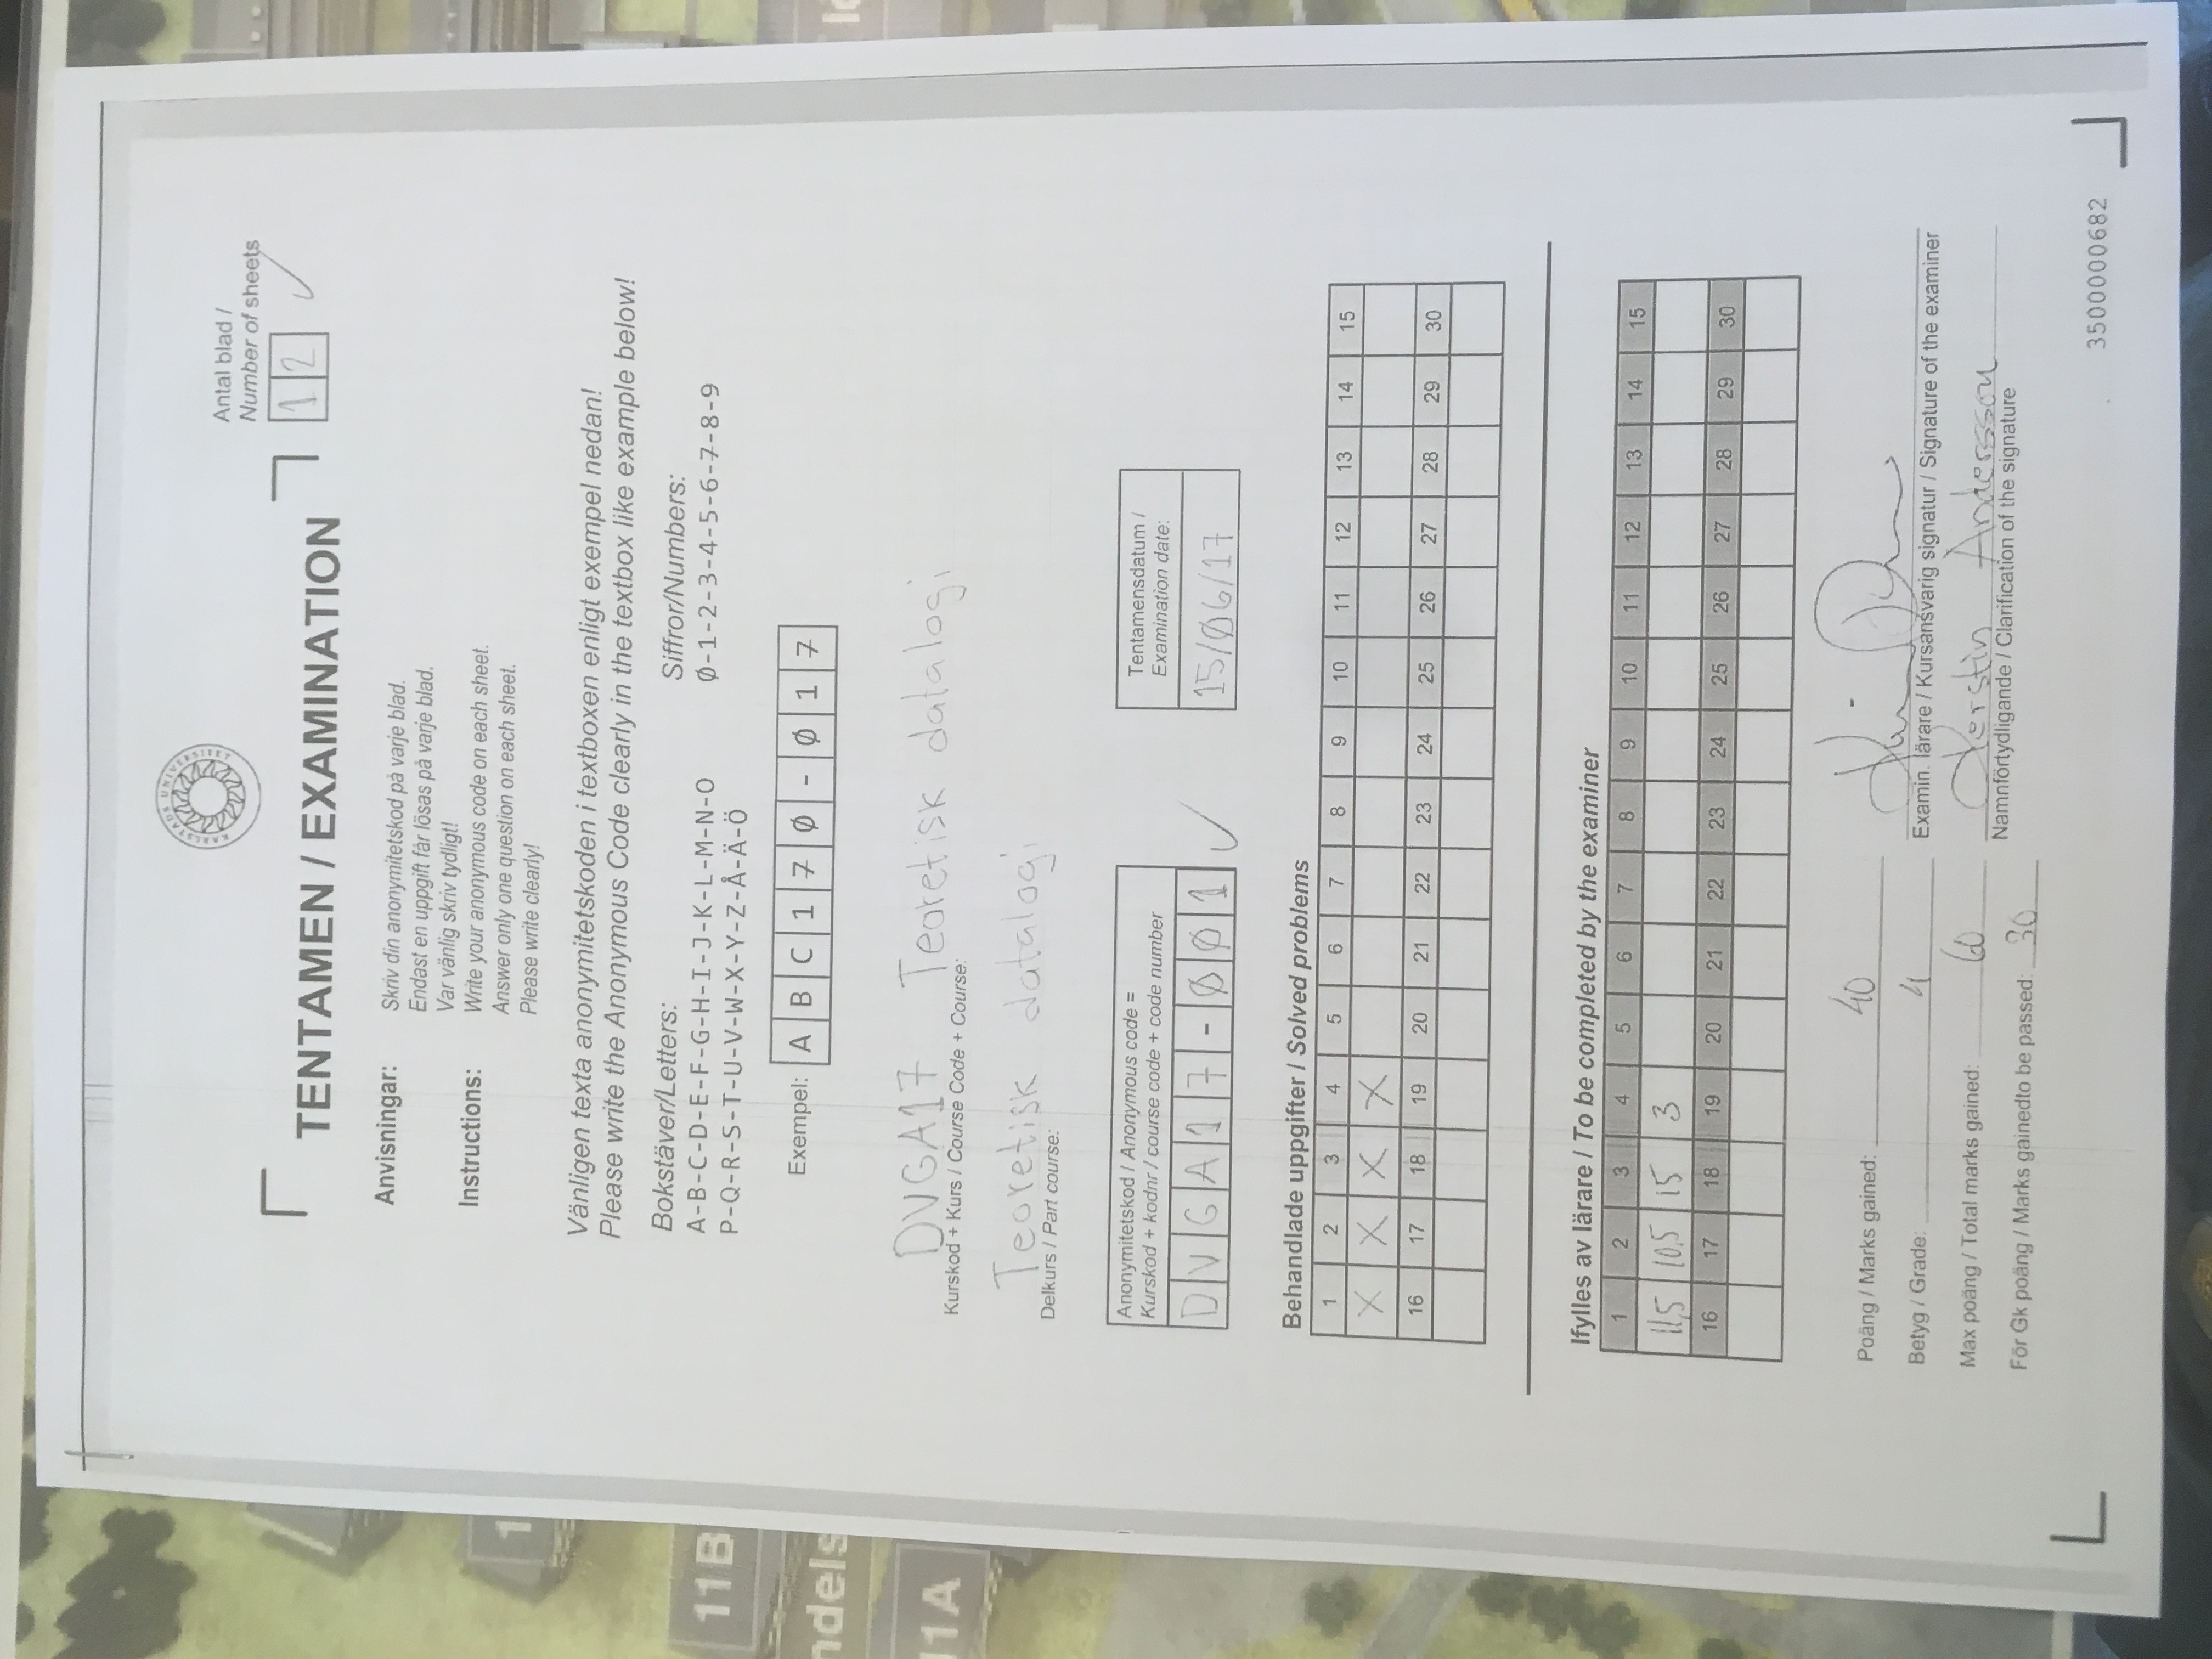 KARLSTADS UNIVERSITET
Antal blad /
Number of sheets
1 2
TENTAMEN / EXAMINATION
Anvisningar:
Skriv din anonymitetskod på varje blad.
Endast en uppgift får lösas på varje blad.
Var vänlig skriv tydligt!
Instructions:
Write your anonymous code on each sheet.
Answer only one question on each sheet.
Please write clearly!
Vänligen texta anonymitetskoden i textboxen enligt exempel nedan!
Please write the Anonymous Code clearly in the textbox like example below!
Bokstäver/Letters:
A-B-C-D-E-F-G-H-I-J-K-L-M-N-O
P-Q-R-S-T-U-V-W-X-Y-Z-Å-Ä-Ö
Siffror/Numbers:
Ø-1-2-3-4-5-6-7-8-9
Exempel: A B C 1 7 Ø - Ø 1 7
DVGA17 Teoretisk datalogi
Kurskod + Kurs / Course Code + Course:
Teoretisk datalogi
Delkurs / Part course:
Anonymitetskod / Anonymous code =
Kurskod + kodnr / course code + code number
D V G A 1 7 - Ø Ø 1
Tentamensdatum /
Examination date:
15/Ø6/17
Behandlade uppgifter / Solved problems
1 2 3 4 5 6 7 8 9 10 11 12 13 14 15
X X X X
16 17 18 19 20 21 22 23 24 25 26 27 28 29 30
Ifylles av lärare / To be completed by the examiner
1 2 3 4 5 6 7 8 9 10 11 12 13 14 15
11,5 10,5 15 3
16 17 18 19 20 21 22 23 24 25 26 27 28 29 30
Poäng / Marks gained: 40
Betyg / Grade: 4
Max poäng / Total marks gained: 60
För Gk poäng / Marks gainedto be passed: 30
Examin. lärare / Kursansvarig signatur / Signature of the examiner
Kerstin Andersson
Namnförtydligande / Clarification of the signature
3500000682
11B
ndels
11A
1